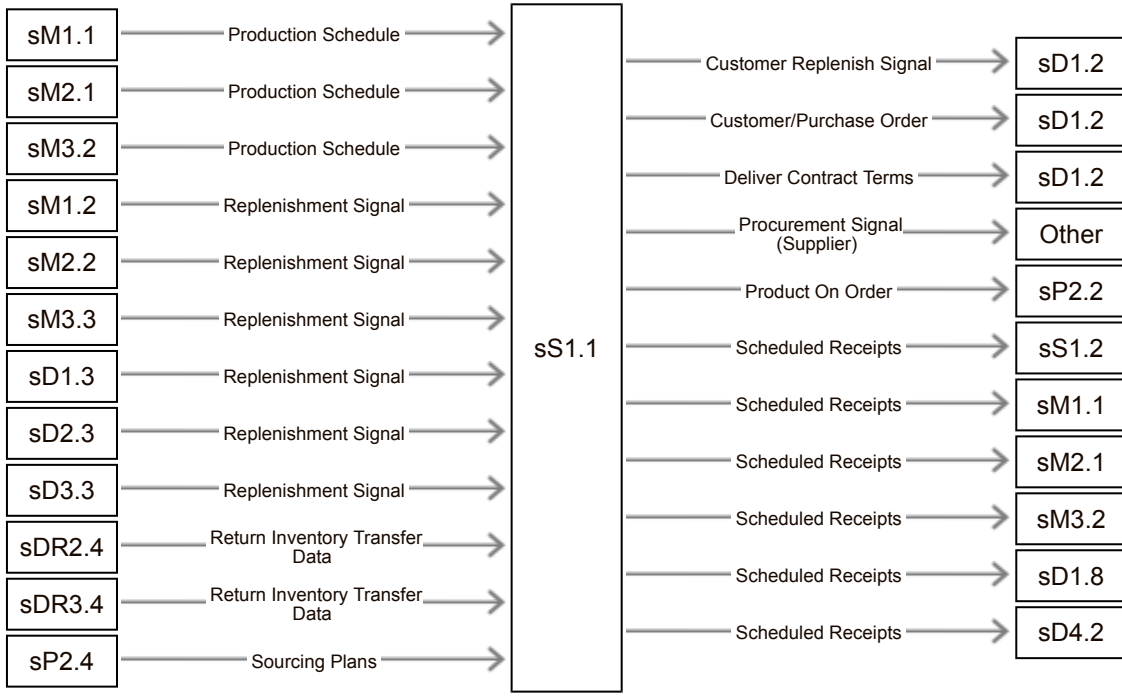 sM1.1
Production Schedule
sM2.1
Production Schedule
sM3.2
Production Schedule
sM1.2
Replenishment Signal
sM2.2
Replenishment Signal
sM3.3
Replenishment Signal
sD1.3
Replenishment Signal
sD2.3
Replenishment Signal
sD3.3
Replenishment Signal
sDR2.4
Return Inventory Transfer
Data
sDR3.4
Return Inventory Transfer
Data
sP2.4
Sourcing Plans
sS1.1
Customer Replenish Signal
sD1.2
Customer/Purchase Order
sD1.2
Deliver Contract Terms
sD1.2
Procurement Signal
(Supplier)
Other
Product On Order
sP2.2
Scheduled Receipts
sS1.2
Scheduled Receipts
sM1.1
Scheduled Receipts
sM2.1
Scheduled Receipts
sM3.2
Scheduled Receipts
sD1.8
Scheduled Receipts
sD4.2